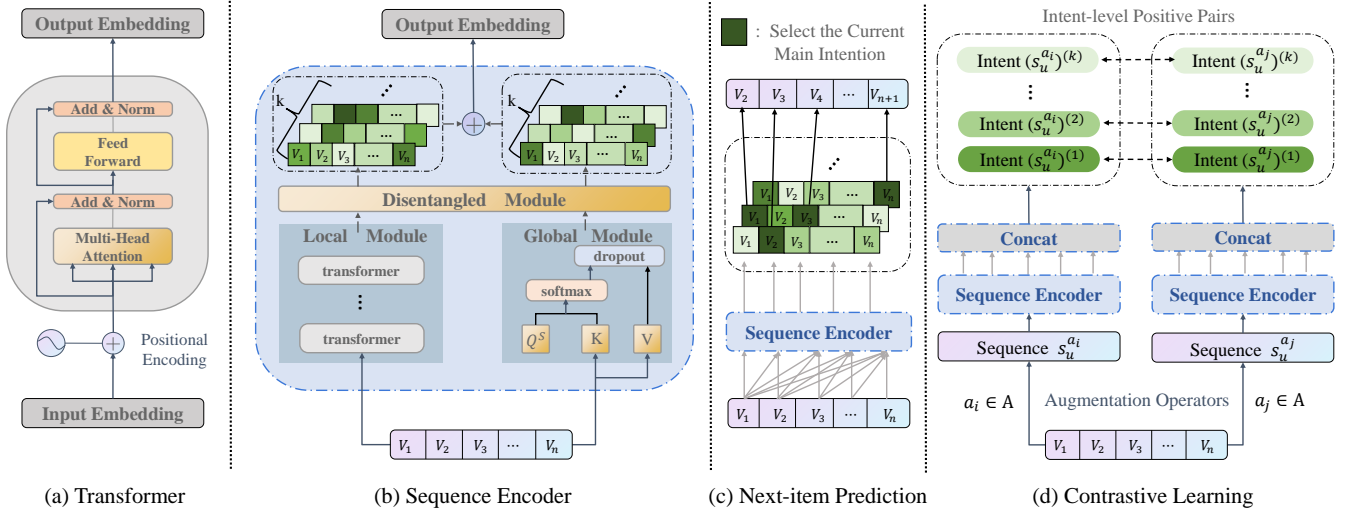 Output Embedding
Add & Norm
Feed
Forward
Add & Norm
Multi-Head
Attention
Positional
Encoding
Input Embedding
(a) Transformer
Output Embedding
k
V₁ V₂ V₃ ... Vₙ
k
V₁ V₂ V₃ ... Vₙ
Disentangled Module
Local Module
transformer
transformer
Global Module
dropout
softmax
Qˢ K V
V₁ V₂ V₃ ... Vₙ
(b) Sequence Encoder
: Select the Current
Main Intention
V₂ V₃ V₄ ... Vₙ₊₁
V₁ V₂ V₃ ... Vₙ
V₁ V₂ V₃ ... Vₙ
V₁ V₂ V₃ ... Vₙ
Sequence Encoder
V₁ V₂ V₃ ... Vₙ
(c) Next-item Prediction
Intent-level Positive Pairs
Intent (s_u^{a_i})^{(k)} Intent (s_u^{a_j})^{(k)}
Intent (s_u^{a_i})^{(2)} Intent (s_u^{a_j})^{(2)}
Intent (s_u^{a_i})^{(1)} Intent (s_u^{a_j})^{(1)}
Concat Concat
Sequence Encoder Sequence Encoder
Sequence s_u^{a_i} Sequence s_u^{a_j}
a_i ∈ A Augmentation Operators a_j ∈ A
V₁ V₂ V₃ ... Vₙ
(d) Contrastive Learning